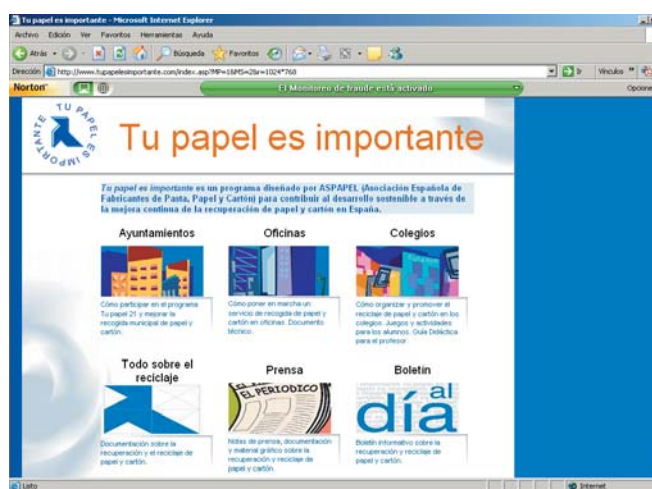 Tu papel es importante - Microsoft Internet Explorer
Archivo Edición Ver Favoritos Herramientas Ayuda
Atrás Búsqueda Favoritos
Dirección http://www.tupapelesimportante.com/index.asp?MP=16MS=28r=1024*768 Ir Vínculos
Norton El Monitoreo de fraude está activado
TU PAPEL ES IMPORTANTE
Tu papel es importante
Tu papel es importante es un programa diseñado por ASPAPEL (Asociación Española de
Fabricantes de Pasta, Papel y Cartón) para contribuir al desarrollo sostenible a través de
la mejora continua de la recuperación de papel y cartón en España.
Ayuntamientos Oficinas Colegios
Cómo participar en el programa
Tu papel 21 y mejorar la
recogida municipal de papel y
cartón.
Cómo poner en marcha un
servicio de recogida de papel y
cartón en oficinas. Documento
técnico.
Cómo organizar y promover el
reciclaje de papel y cartón en los
colegios. Juegos y actividades
para los alumnos. Guía Didáctica
para el profesor.
Todo sobre el
reciclaje
Prensa Boletín
EL PERIODICO
al
día
Documentación sobre la
recuperación y el reciclaje de
papel y cartón.
Notas de prensa, documentación
y material gráfico sobre la
recuperación y reciclaje de
papel y cartón.
Boletín informativo sobre la
recuperación y reciclaje de
papel y cartón.
Listo Internet